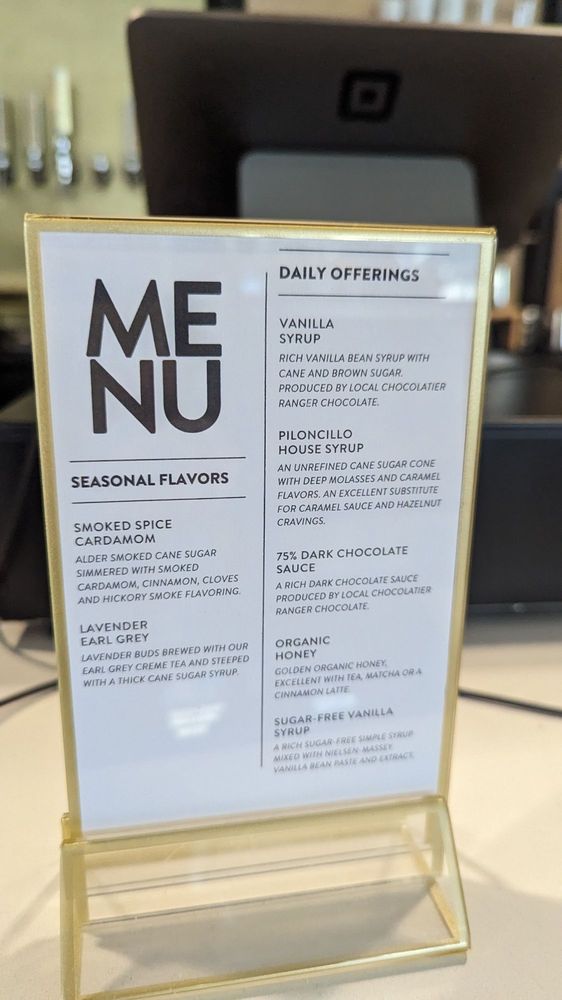 ME
NU
SEASONAL FLAVORS
SMOKED SPICE
CARDAMOM
ALDER SMOKED CANE SUGAR
SIMMERED WITH SMOKED
CARDAMOM, CINNAMON, CLOVES
AND HICKORY SMOKE FLAVORING.
LAVENDER
EARL GREY
LAVENDER BUDS BREWED WITH OUR
EARL GREY CREME TEA AND STEEPED
WITH A THICK CANE SUGAR SYRUP.
DAILY OFFERINGS
VANILLA
SYRUP
RICH VANILLA BEAN SYRUP WITH
CANE AND BROWN SUGAR.
PRODUCED BY LOCAL CHOCOLATIER
RANGER CHOCOLATE.
PILONCILLO
HOUSE SYRUP
AN UNREFINED CANE SUGAR CONE
WITH DEEP MOLASSES AND CARAMEL
FLAVORS. AN EXCELLENT SUBSTITUTE
FOR CARAMEL SAUCE AND HAZELNUT
CRAVINGS.
75% DARK CHOCOLATE
SAUCE
A RICH DARK CHOCOLATE SAUCE
PRODUCED BY LOCAL CHOCOLATIER
RANGER CHOCOLATE.
ORGANIC
HONEY
GOLDEN ORGANIC HONEY,
EXCELLENT WITH TEA, MATCHA OR A
CINNAMON LATTE.
SUGAR-FREE VANILLA
SYRUP
A RICH SUGAR-FREE SIMPLE SYRUP
MIXED WITH NIELSEN-MASSEY
VANILLA BEAN PASTE AND EXTRACT.